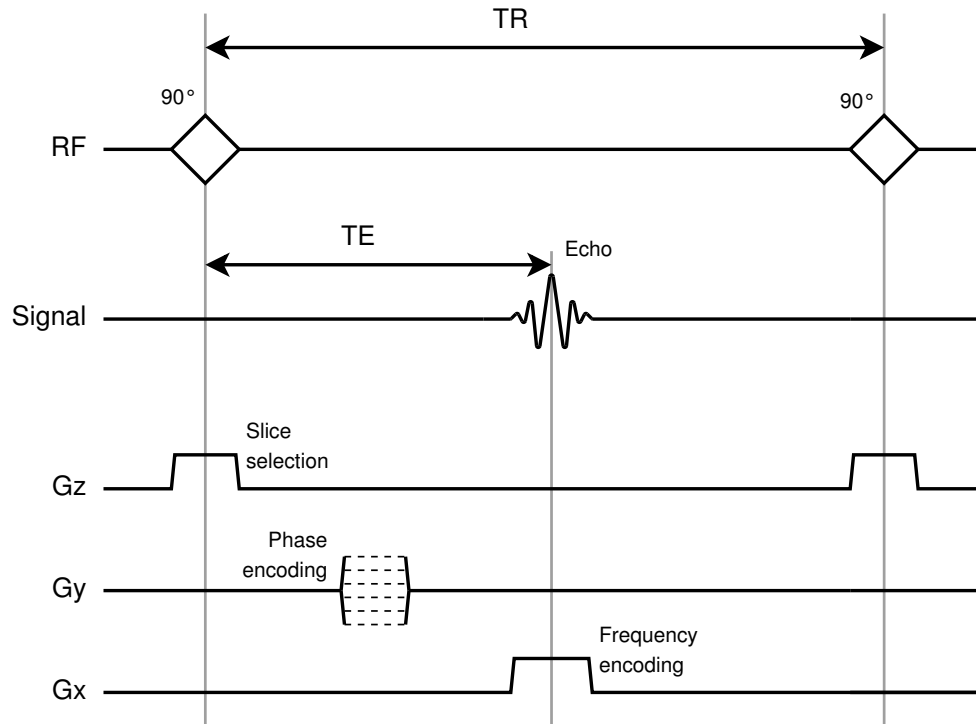 TR
90°
90°
RF
TE
Echo
Signal
Slice
selection
Gz
Phase
encoding
Gy
Frequency
encoding
Gx